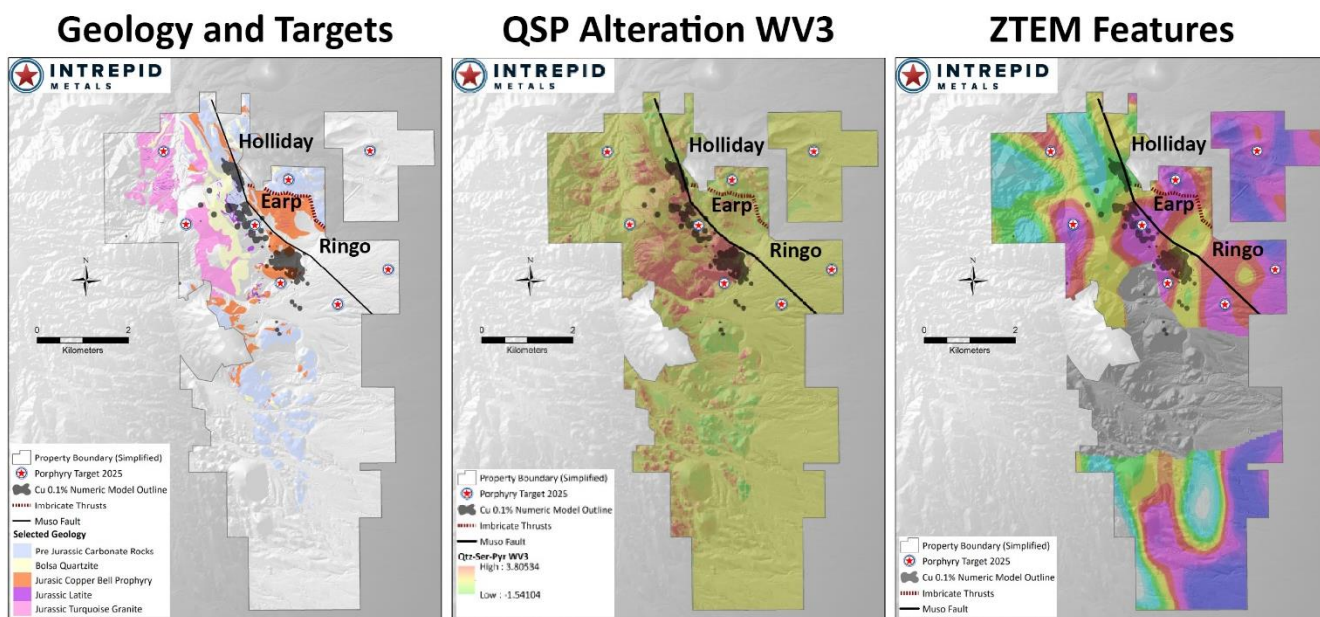 Geology and Targets
INTREPID
METALS
Holliday
Earp
Ringo
N
0 2
Kilometers
Property Boundary (Simplified)
Porphyry Target 2025
Cu 0.1% Numeric Model Outline
Imbricate Thrusts
Muso Fault
Selected Geology
Pre Jurassic Carbonate Rocks
Bolsa Quartzite
Jurasic Copper Bell Prophyry
Jurassic Latite
Jurassic Turquoise Granite
QSP Alteration WV3
INTREPID
METALS
Holliday
Earp
Ringo
N
0 2
Kilometers
Property Boundary (Simplified)
Porphyry Target 2025
Cu 0.1% Numeric Model Outline
Imbricate Thrusts
Muso Fault
Qtz-Ser-Pyr WV3
High : 3.80534
Low : -1.54104
ZTEM Features
INTREPID
METALS
Holliday
Earp
Ringo
N
0 2
Kilometers
Property Boundary (Simplified)
Porphyry Target 2025
Cu 0.1% Numeric Model Outline
Imbricate Thrusts
Muso Fault